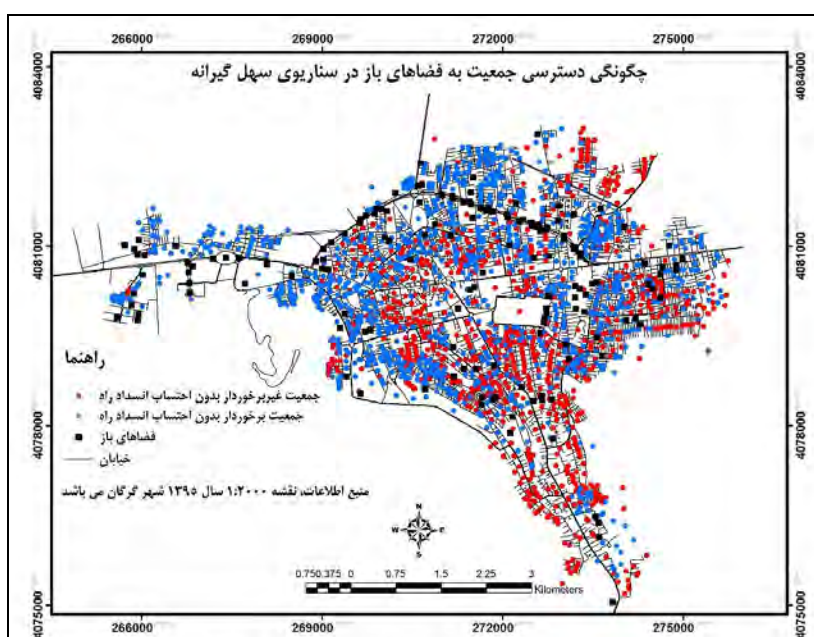 266000 269000 272000 275000
4084000 4084000
چگونگی دسترسی جمعیت به فضاهای باز در سناریوی سهل گیرانه
4081000 4081000
راهنما
جمعیت غیربرخوردار بدون احتساب انسداد راه
جمعیت برخوردار بدون احتساب انسداد راه
فضاهای باز
خیابان
4078000 4078000
منبع اطلاعات، نقشه 1:2000 سال ۱۳۹۵ شهر گرگان می باشد
N
W E
S
0.75 0.375 0 0.75 1.5 2.25 3
Kilometers
4075000 4075000
266000 269000 272000 275000